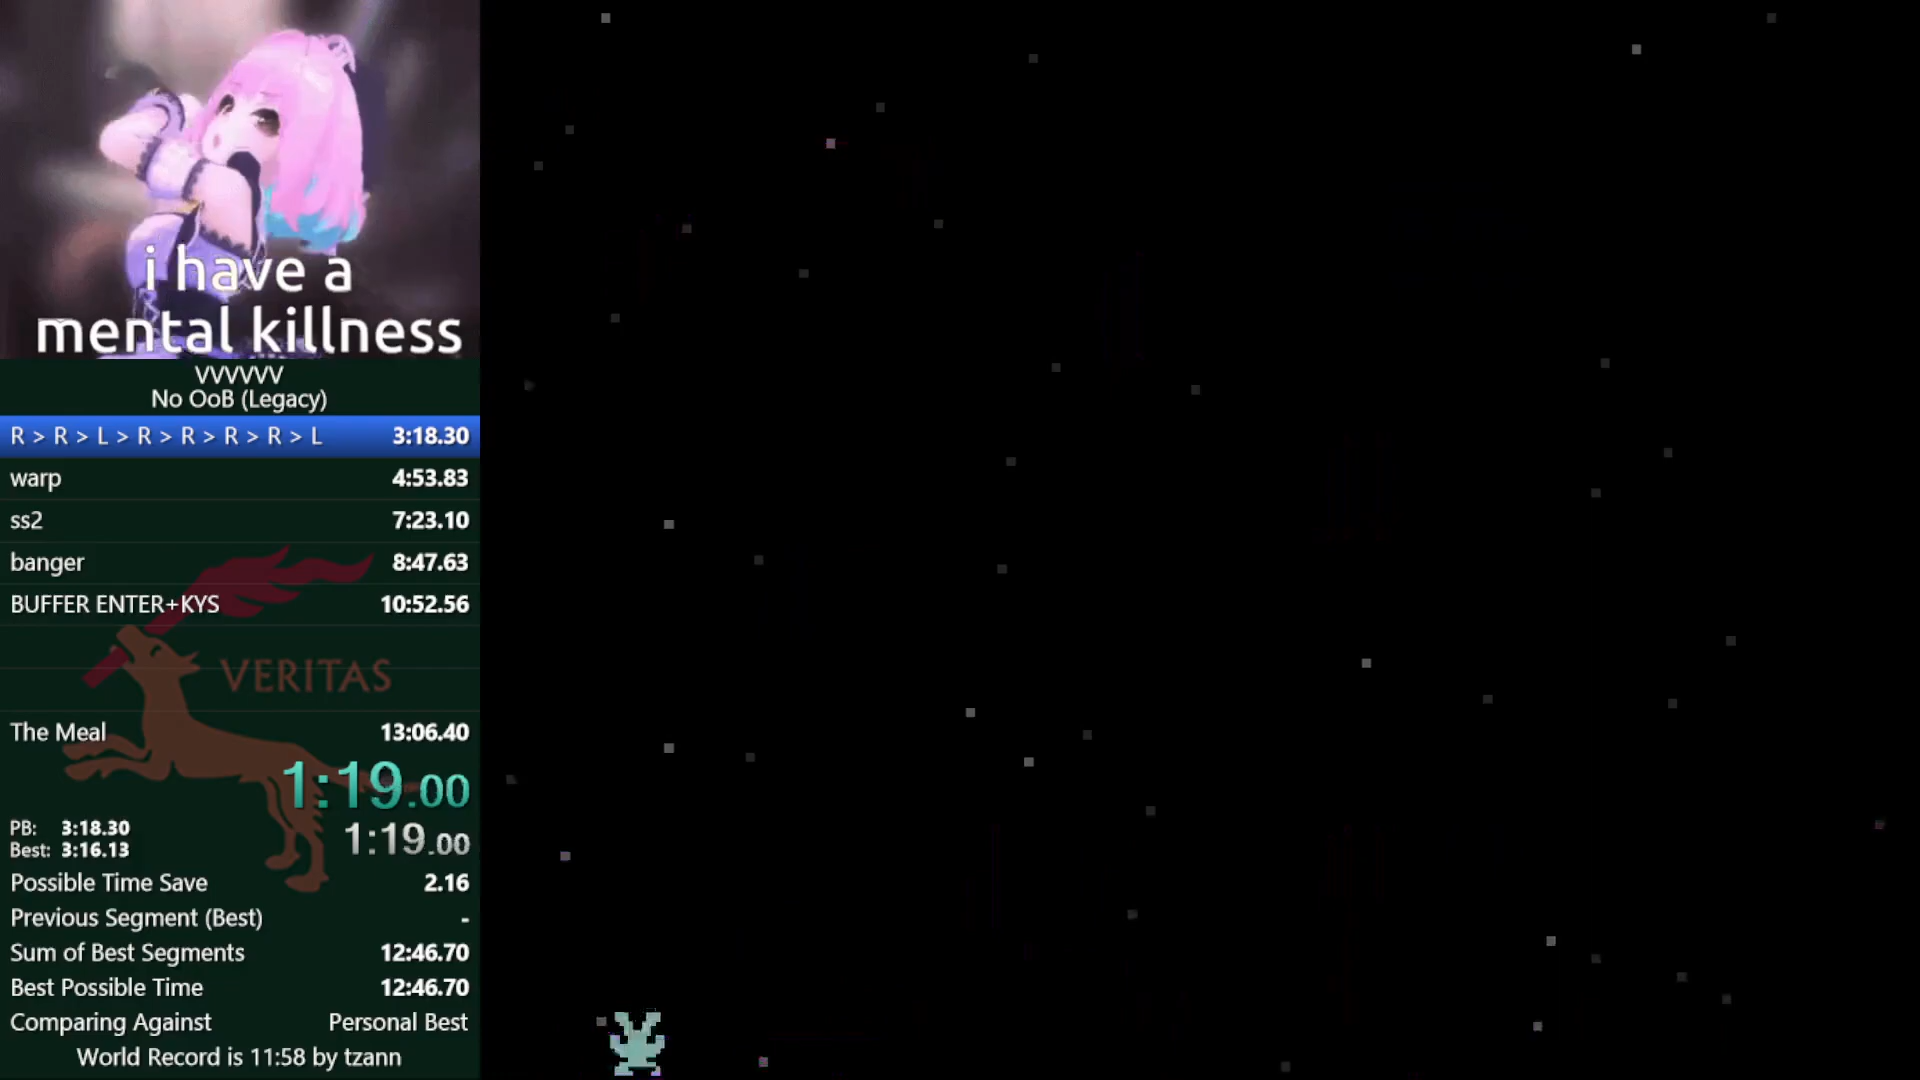 i have a
mental killness
VVVVVV
No OoB (Legacy)
R > R > L > R > R > R > R > L 3:18.30
warp 4:53.83
ss2 7:23.10
banger 8:47.63
BUFFER ENTER+KYS 10:52.56
VERITAS
The Meal 13:06.40
1:19.00
PB: 3:18.30
Best: 3:16.13
1:19.00
Possible Time Save 2.16
Previous Segment (Best) -
Sum of Best Segments 12:46.70
Best Possible Time 12:46.70
Comparing Against Personal Best
World Record is 11:58 by tzann